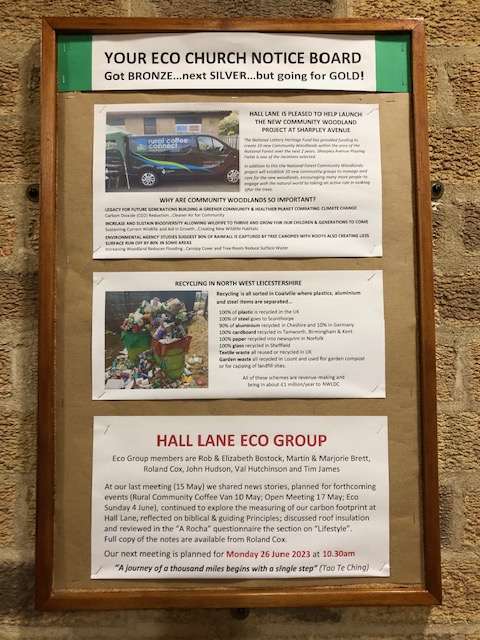 YOUR ECO CHURCH NOTICE BOARD
Got BRONZE...next SILVER...but going for GOLD!
rural coffee
connect
HALL LANE IS PLEASED TO HELP LAUNCH
THE NEW COMMUNITY WOODLAND
PROJECT AT SHARPLEY AVENUE
The National Lottery Heritage Fund has provided funding to
create 10 new Community Woodlands within the area of the
National Forest over the next 2 years. Sharpley Avenue Playing
Fields is one of the locations selected.
In addition to this the National Forest Community Woodlands
project will establish 10 new community groups to manage and
care for the new woodlands, encouraging many more people to
engage with the natural world by taking an active role in looking
after the trees.
WHY ARE COMMUNITY WOODLANDS SO IMPORTANT?
LEGACY FOR FUTURE GENERATIONS BUILDING A GREENER COMMUNITY & HEALTHIER PLANET COMBATING CLIMATE CHANGE
Carbon Dioxide (CO2) Reduction...Cleaner Air for Community
INCREASE AND SUSTAIN BIODIVERSITY ALLOWING WILDLIFE TO THRIVE AND GROW FOR OUR CHILDREN & GENERATIONS TO COME
Sustaining Current Wildlife and Aid in Growth...Creating New Wildlife Habitats
ENVIRONMENTAL AGENCY STUDIES SUGGEST 30% OF RAINFALL IS CAPTURED BY TREE CANOPIES WITH ROOTS ALSO CREATING LESS
SURFACE RUN OFF BY 80% IN SOME AREAS
Increasing Woodland Reduces Flooding...Canopy Cover and Tree Roots Reduce Surface Water
RECYCLING IN NORTH WEST LEICESTERSHIRE
Recycling is all sorted in Coalville where plastics, aluminium
and steel items are separated...
100% of plastic is recycled in the UK
100% of steel goes to Scunthorpe
90% of aluminium recycled in Cheshire and 10% in Germany
100% cardboard recycled in Tamworth, Birmingham & Kent
100% paper recycled into newsprint in Norfolk
100% glass recycled in Sheffield
Textile waste all reused or recycled in UK
Garden waste all recycled in Lount and used for garden compost
or for capping of landfill sites.
All of these schemes are revenue-making and
bring in about £1 million/year to NWLDC
HALL LANE ECO GROUP
Eco Group members are Rob & Elizabeth Bostock, Martin & Marjorie Brett,
Roland Cox, John Hudson, Val Hutchinson and Tim James
At our last meeting (15 May) we shared news stories, planned for forthcoming
events (Rural Community Coffee Van 10 May; Open Meeting 17 May; Eco
Sunday 4 June), continued to explore the measuring of our carbon footprint at
Hall Lane, reflected on biblical & guiding Principles; discussed roof insulation
and reviewed in the "A Rocha" questionnaire the section on "Lifestyle".
Full copy of the notes are available from Roland Cox.
Our next meeting is planned for Monday 26 June 2023 at 10.30am
"A journey of a thousand miles begins with a single step" (Tao Te Ching)